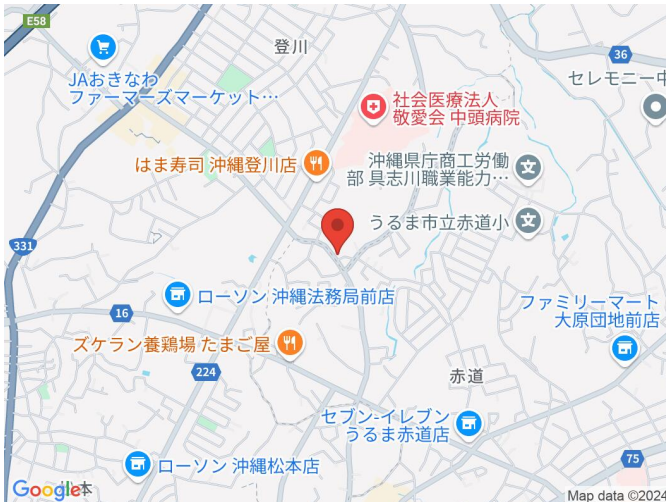 E58
登川
36
JAおきなわ
ファーマーズマーケット…
セレモニー中
社会医療法人
敬愛会 中頭病院
はま寿司 沖縄登川店
沖縄県庁商工労働
部 具志川職業能力…
うるま市立赤道小
331
ローソン 沖縄法務局前店
16
ファミリーマート
大原団地前店
ズケラン養鶏場 たまご屋
224
赤道
セブン-イレブン
うるま赤道店
ローソン 沖縄松本店
75
Google
本
Map data ©2024